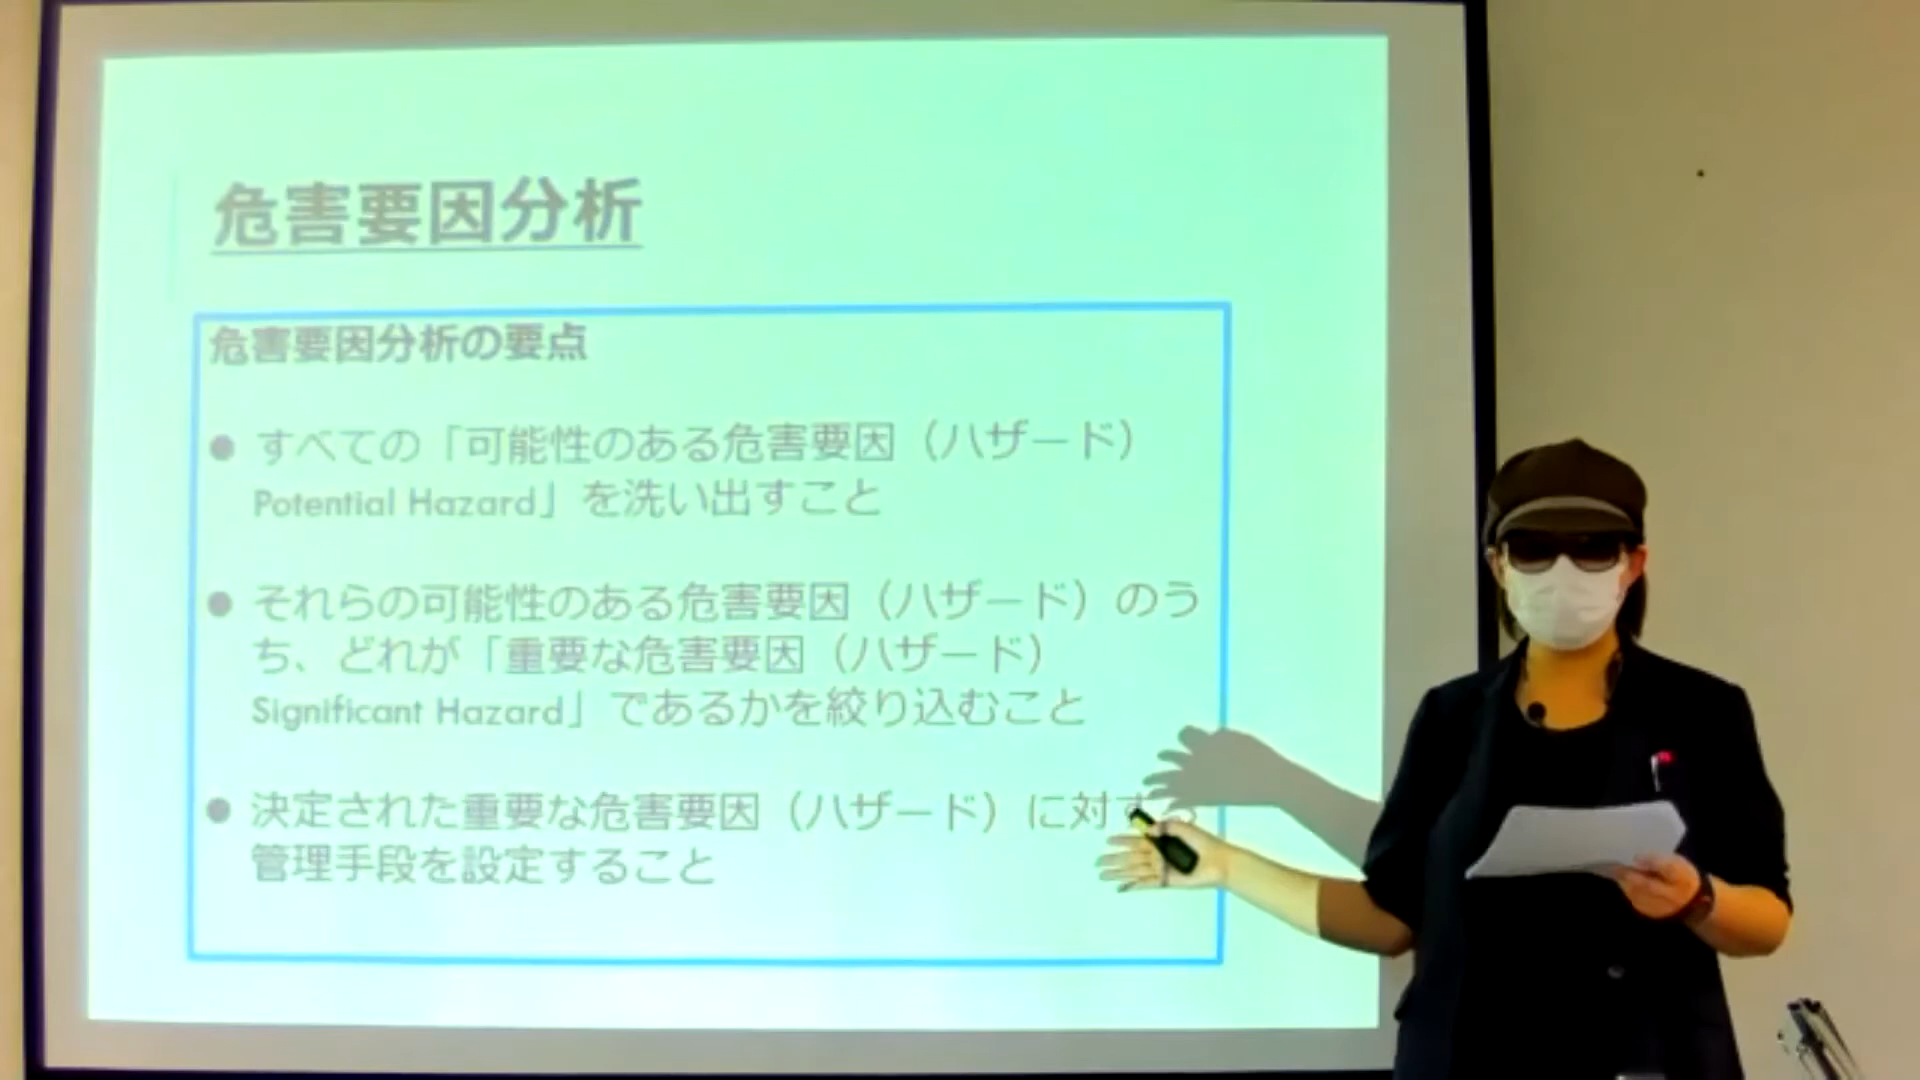 危害要因分析
危害要因分析の要点
● すべての「可能性のある危害要因（ハザード）
Potential Hazard」を洗い出すこと
● それらの可能性のある危害要因（ハザード）のう
ち、どれが「重要な危害要因（ハザード）
Significant Hazard」であるかを絞り込むこと
● 決定された重要な危害要因（ハザード）に対する
管理手段を設定すること